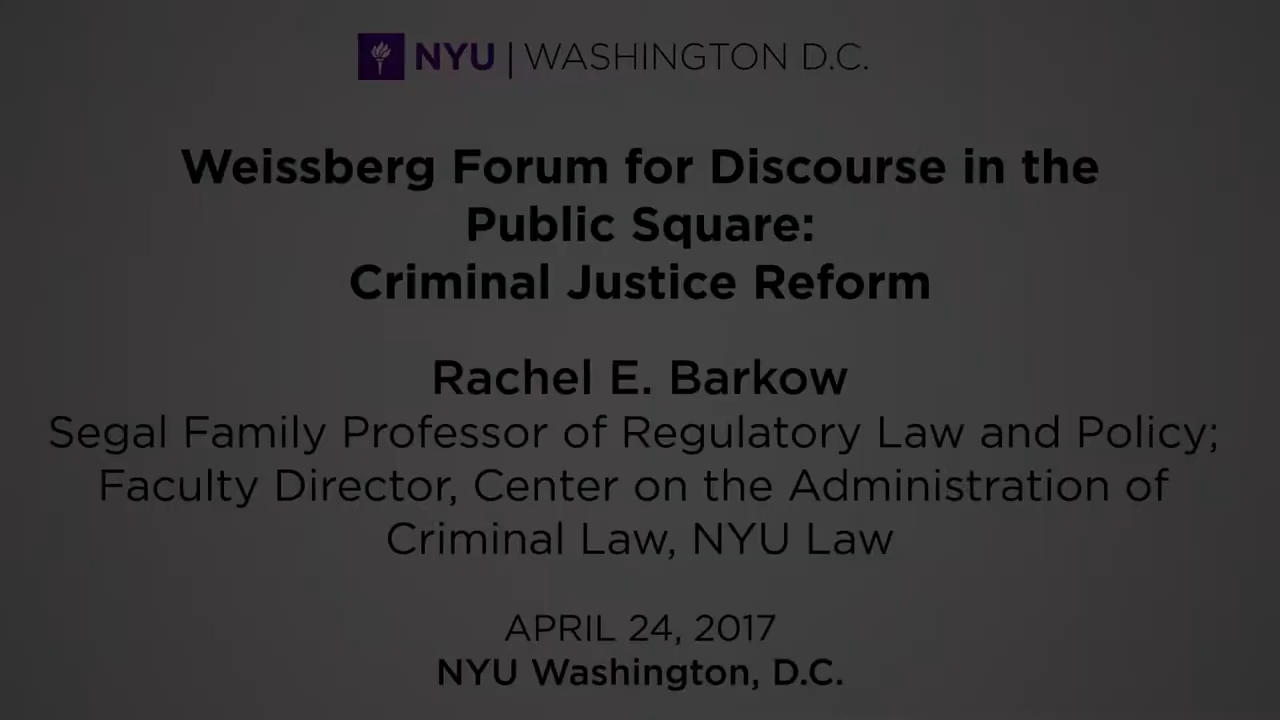 NYU | WASHINGTON D.C.
Weissberg Forum for Discourse in the
Public Square:
Criminal Justice Reform
Rachel E. Barkow
Segal Family Professor of Regulatory Law and Policy;
Faculty Director, Center on the Administration of
Criminal Law, NYU Law
APRIL 24, 2017
NYU Washington, D.C.